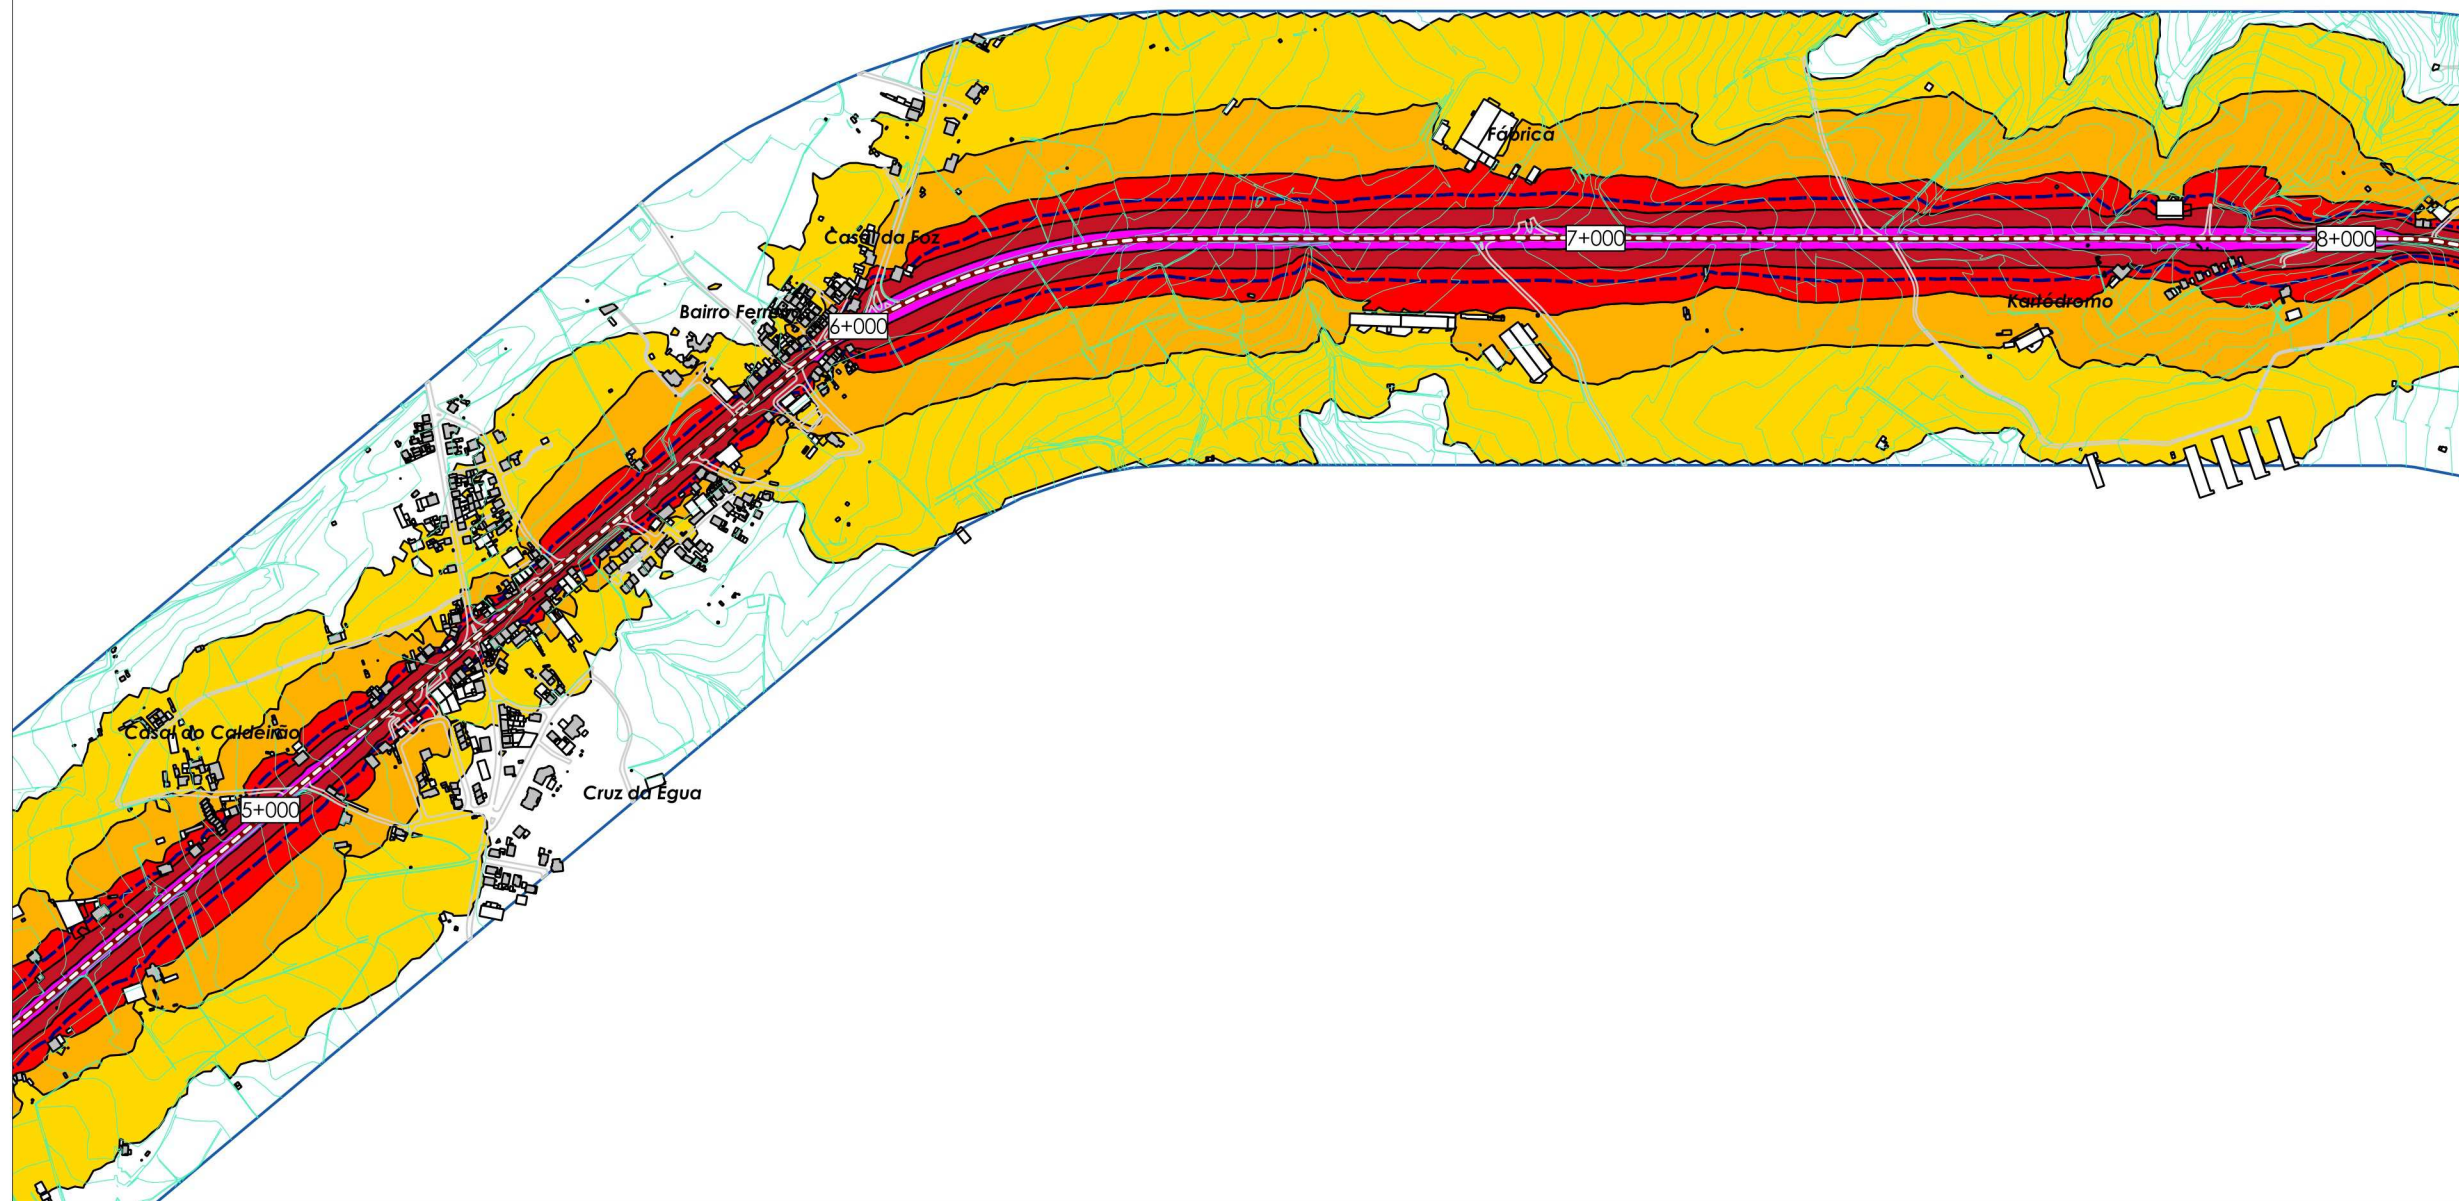 Fábrica
Casal da Foz
7+000
8+000
Bairro Ferreira
6+000
Kartódromo
Casal do Caldeirão
5+000
Cruz da Égua